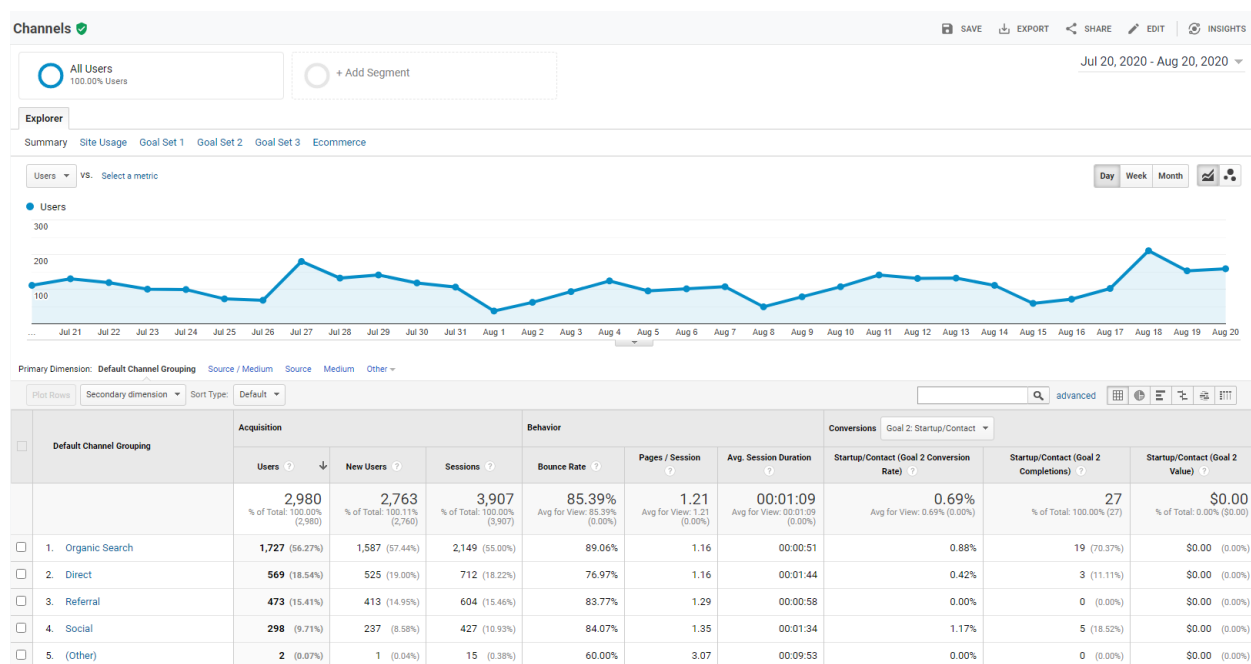 Channels
SAVE EXPORT SHARE EDIT INSIGHTS
All Users
100.00% Users
+ Add Segment
Jul 20, 2020 - Aug 20, 2020
Explorer
Summary Site Usage Goal Set 1 Goal Set 2 Goal Set 3 Ecommerce
Users VS. Select a metric
Day Week Month
Users
300
200
100
... Jul 21 Jul 22 Jul 23 Jul 24 Jul 25 Jul 26 Jul 27 Jul 28 Jul 29 Jul 30 Jul 31 Aug 1 Aug 2 Aug 3 Aug 4 Aug 5 Aug 6 Aug 7 Aug 8 Aug 9 Aug 10 Aug 11 Aug 12 Aug 13 Aug 14 Aug 15 Aug 16 Aug 17 Aug 18 Aug 19 Aug 20
Primary Dimension: Default Channel Grouping Source / Medium Source Medium Other
Plot Rows Secondary dimension Sort Type: Default advanced
Default Channel Grouping
Acquisition Behavior Conversions Goal 2: Startup/Contact
Users ? New Users ? Sessions ? Bounce Rate ? Pages / Session ? Avg. Session Duration ? Startup/Contact (Goal 2 Conversion Rate) ? Startup/Contact (Goal 2 Completions) ? Startup/Contact (Goal 2 Value) ?
2,980 2,763 3,907 85.39% 1.21 00:01:09 0.69% 27 $0.00
% of Total: 100.00% (2,980) % of Total: 100.11% (2,760) % of Total: 100.00% (3,907) Avg for View: 85.39% (0.00%) Avg for View: 1.21 (0.00%) Avg for View: 00:01:09 (0.00%) Avg for View: 0.69% (0.00%) % of Total: 100.00% (27) % of Total: 0.00% ($0.00)
1. Organic Search 1,727 (56.27%) 1,587 (57.44%) 2,149 (55.00%) 89.06% 1.16 00:00:51 0.88% 19 (70.37%) $0.00 (0.00%)
2. Direct 569 (18.54%) 525 (19.00%) 712 (18.22%) 76.97% 1.16 00:01:44 0.42% 3 (11.11%) $0.00 (0.00%)
3. Referral 473 (15.41%) 413 (14.95%) 604 (15.46%) 83.77% 1.29 00:00:58 0.00% 0 (0.00%) $0.00 (0.00%)
4. Social 298 (9.71%) 237 (8.58%) 427 (10.93%) 84.07% 1.35 00:01:34 1.17% 5 (18.52%) $0.00 (0.00%)
5. (Other) 2 (0.07%) 1 (0.04%) 15 (0.38%) 60.00% 3.07 00:09:53 0.00% 0 (0.00%) $0.00 (0.00%)